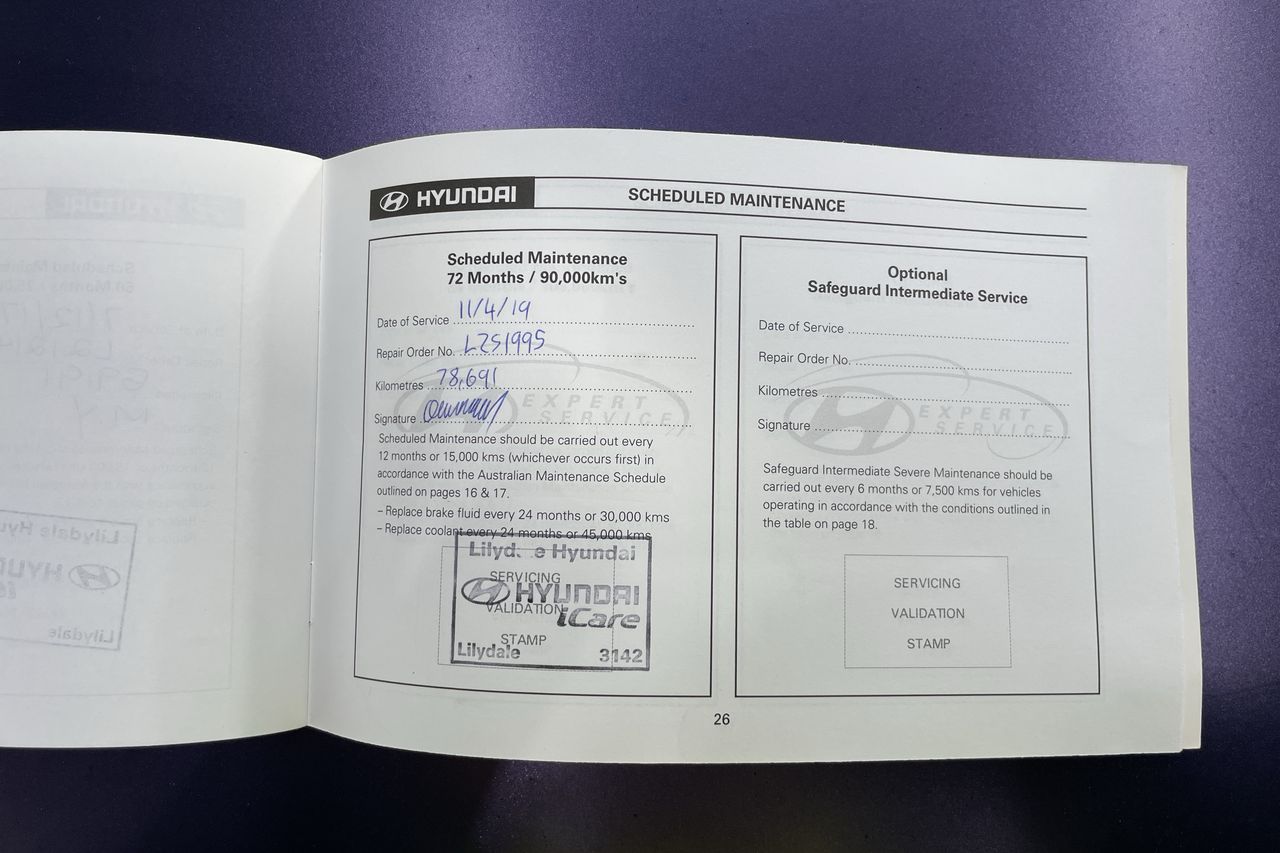 HYUNDAI
SCHEDULED MAINTENANCE
Scheduled Maintenance
72 Months / 90,000km's
Date of Service 11/4/19
Repair Order No. LZS1995
Kilometres 78,691
Signature
EXPERT
SERVICE
Scheduled Maintenance should be carried out every
12 months or 15,000 kms (whichever occurs first) in
accordance with the Australian Maintenance Schedule
outlined on pages 16 & 17.
– Replace brake fluid every 24 months or 30,000 kms
– Replace coolant every 24 months or 45,000 kms
Lilyd e Hyundai
SERVICING
HYUNDAI
VALIDATION
iCare
STAMP
Lilydale 3142
Optional
Safeguard Intermediate Service
Date of Service
Repair Order No.
Kilometres
Signature
EXPERT
SERVICE
Safeguard Intermediate Severe Maintenance should be
carried out every 6 months or 7,500 kms for vehicles
operating in accordance with the conditions outlined in
the table on page 18.
SERVICING
VALIDATION
STAMP
26